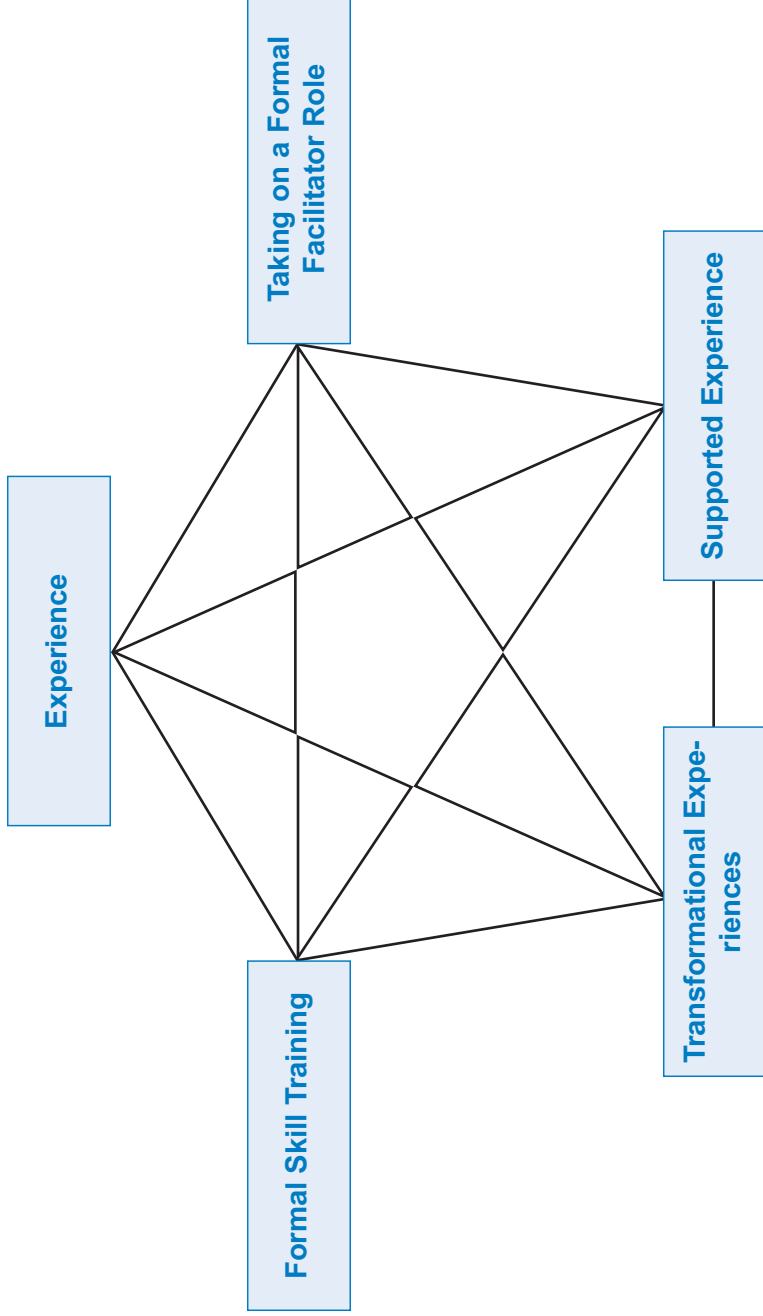 Experience
Formal Skill Training
Taking on a Formal
Facilitator Role
Transformational Expe-
riences
Supported Experience